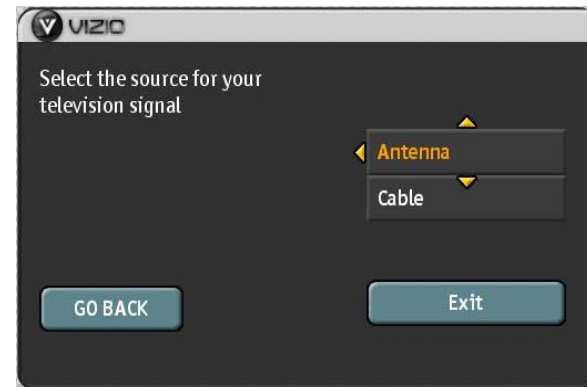 V VIZIO
Select the source for your
television signal
Antenna
Cable
GO BACK
Exit